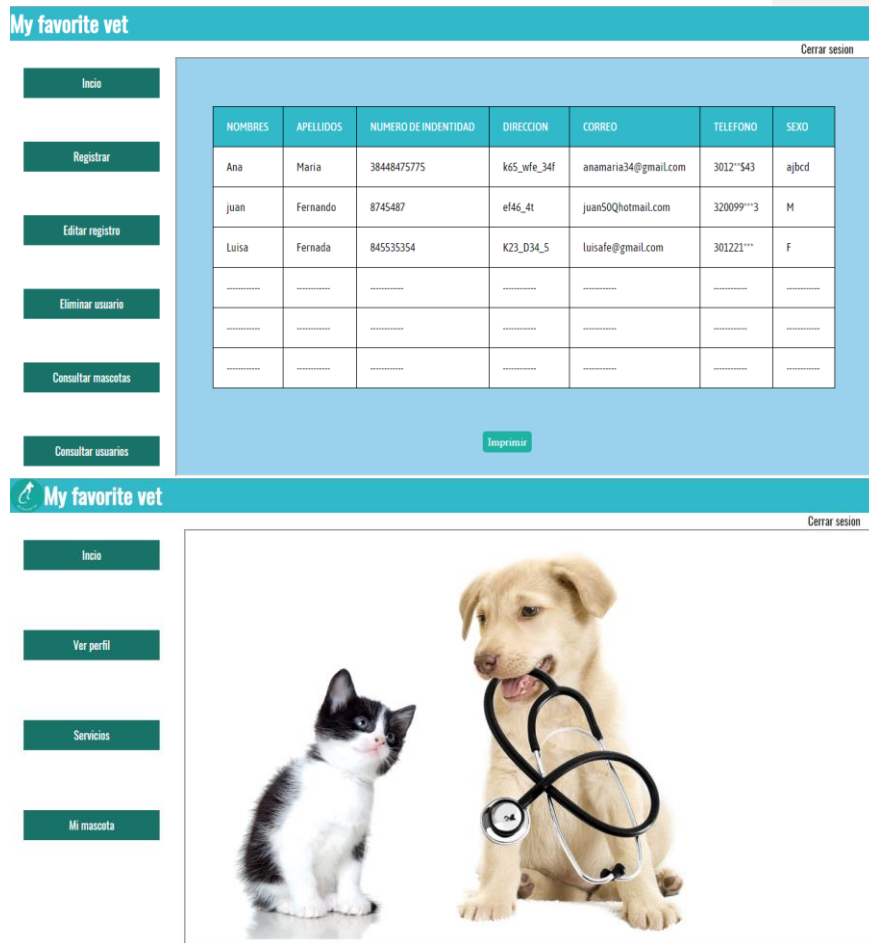 My favorite vet
Cerrar sesion
Incio
Registrar
Editar registro
Eliminar usuario
Consultar mascotas
Consultar usuarios
NOMBRES APELLIDOS NUMERO DE INDENTIDAD DIRECCION CORREO TELEFONO SEXO
Ana Maria 38448475775 k65_wfe_34f anamaria34@gmail.com 3012**$43 ajbcd
juan Fernando 8745487 ef46_4t juan50Qhotmail.com 320099***3 M
Luisa Fernada 845535354 K23_D34_5 luisafe@gmail.com 301221*** F
------------ ------------ ------------ ------------ ------------ ------------ ------------
------------ ------------ ------------ ------------ ------------ ------------ ------------
------------ ------------ ------------ ------------ ------------ ------------ ------------
Imprimir
My favorite vet
Cerrar sesion
Incio
Ver perfil
Servicios
Mi mascota